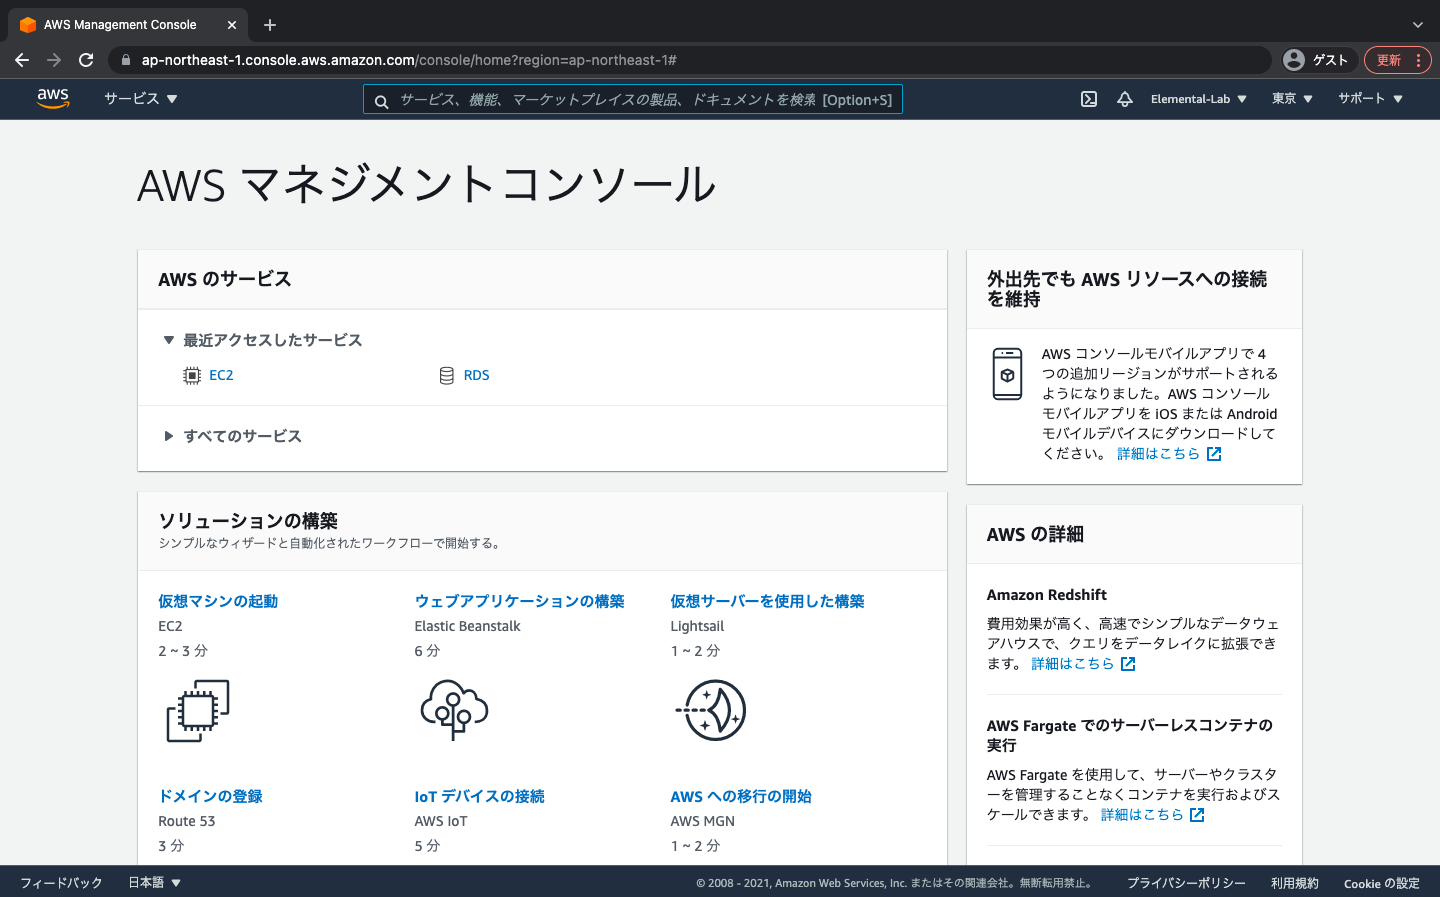 AWS Management Console
ap-northeast-1.console.aws.amazon.com/console/home?region=ap-northeast-1#
ゲスト
更新
aws
サービス
サービス、機能、マーケットプレイスの製品、ドキュメントを検索 [Option+S]
Elemental-Lab
東京
サポート
AWS マネジメントコンソール
AWS のサービス
最近アクセスしたサービス
EC2
RDS
すべてのサービス
ソリューションの構築
シンプルなウィザードと自動化されたワークフローで開始する。
仮想マシンの起動
EC2
2 ~ 3 分
ウェブアプリケーションの構築
Elastic Beanstalk
6 分
仮想サーバーを使用した構築
Lightsail
1 ~ 2 分
ドメインの登録
Route 53
3 分
IoT デバイスの接続
AWS IoT
5 分
AWS への移行の開始
AWS MGN
1 ~ 2 分
外出先でも AWS リソースへの接続
を維持
AWS コンソールモバイルアプリで 4
つの追加リージョンがサポートされる
ようになりました。AWS コンソール
モバイルアプリを iOS または Android
モバイルデバイスにダウンロードして
ください。 詳細はこちら
AWS の詳細
Amazon Redshift
費用効果が高く、高速でシンプルなデータウェ
アハウスで、クエリをデータレイクに拡張でき
ます。 詳細はこちら
AWS Fargate でのサーバーレスコンテナの
実行
AWS Fargate を使用して、サーバーやクラスタ
ーを管理することなくコンテナを実行およびス
ケールできます。 詳細はこちら
フィードバック
日本語
© 2008 - 2021, Amazon Web Services, Inc. またはその関連会社。無断転用禁止。
プライバシーポリシー
利用規約
Cookie の設定